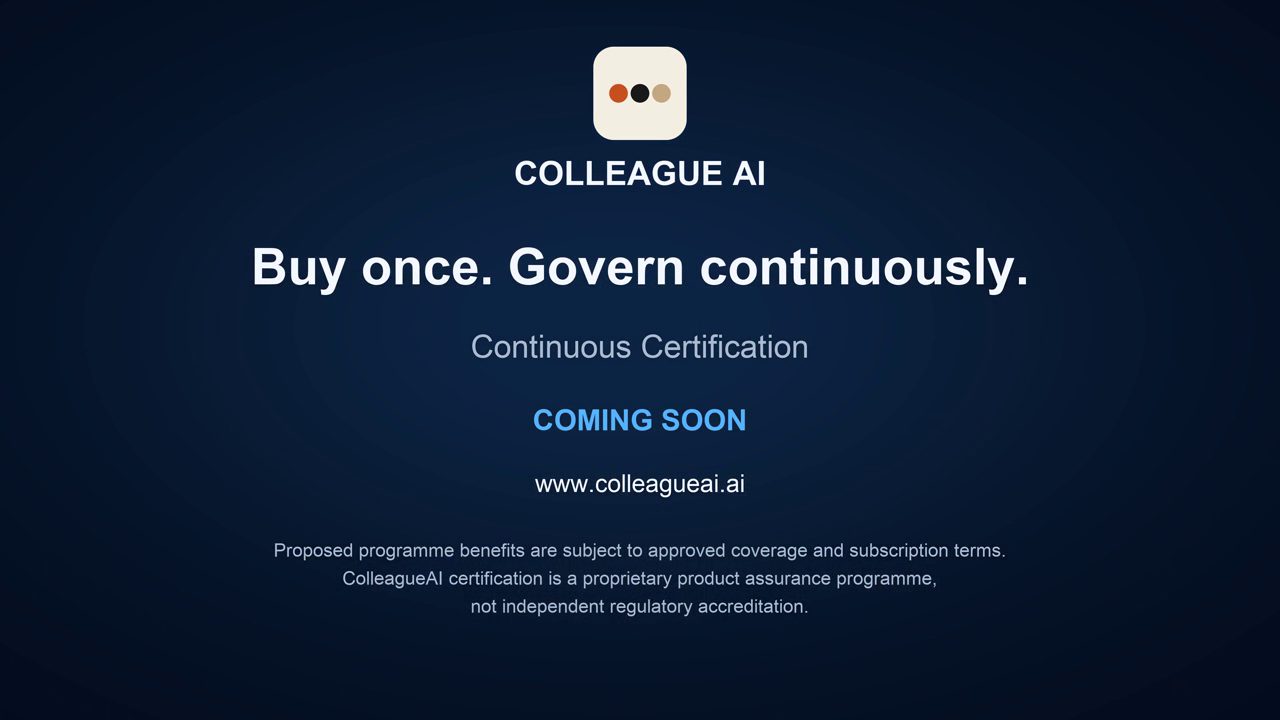 COLLEAGUE AI
Buy once. Govern continuously.
Continuous Certification
COMING SOON
www.colleagueai.ai
Proposed programme benefits are subject to approved coverage and subscription terms.
ColleagueAI certification is a proprietary product assurance programme,
not independent regulatory accreditation.